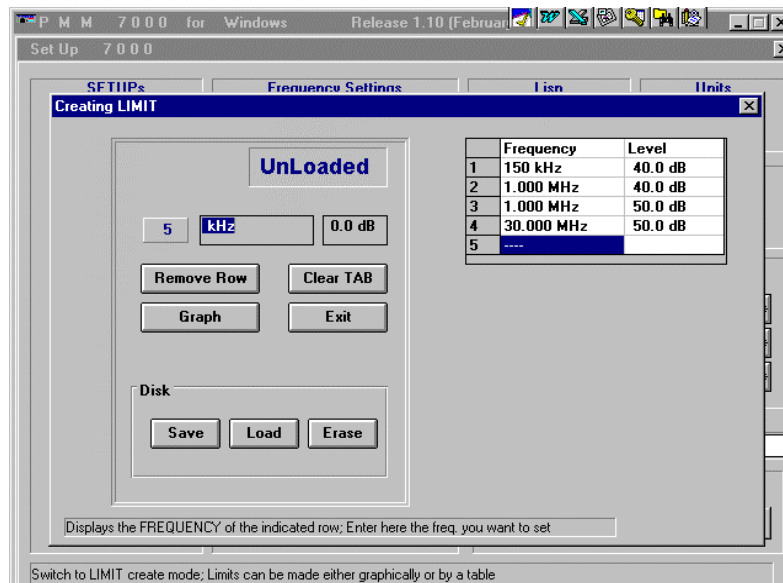 P M M 7000 for Windows Release 1.10 (Februar
Set Up 7000
SETUPs Frequency Settings Lisn Units
Creating LIMIT
UnLoaded
5 kHz 0.0 dB
Remove Row Clear TAB
Graph Exit
Disk
Save Load Erase
Frequency Level
1 150 kHz 40.0 dB
2 1.000 MHz 40.0 dB
3 1.000 MHz 50.0 dB
4 30.000 MHz 50.0 dB
5 ----
Displays the FREQUENCY of the indicated row; Enter here the freq. you want to set
Switch to LIMIT create mode; Limits can be made either graphically or by a table